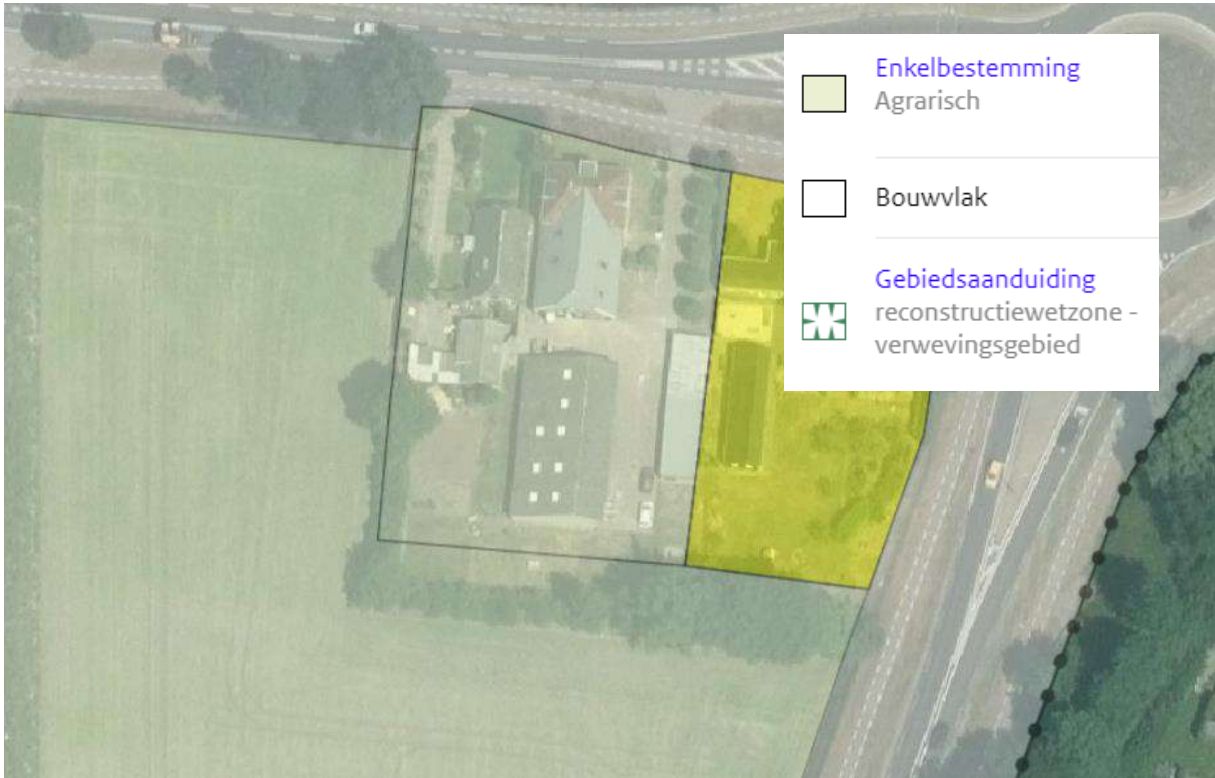 Enkelbestemming
Agrarisch
Bouwvlak
Gebiedsaanduiding
reconstructiewetzone -
verwevingsgebied